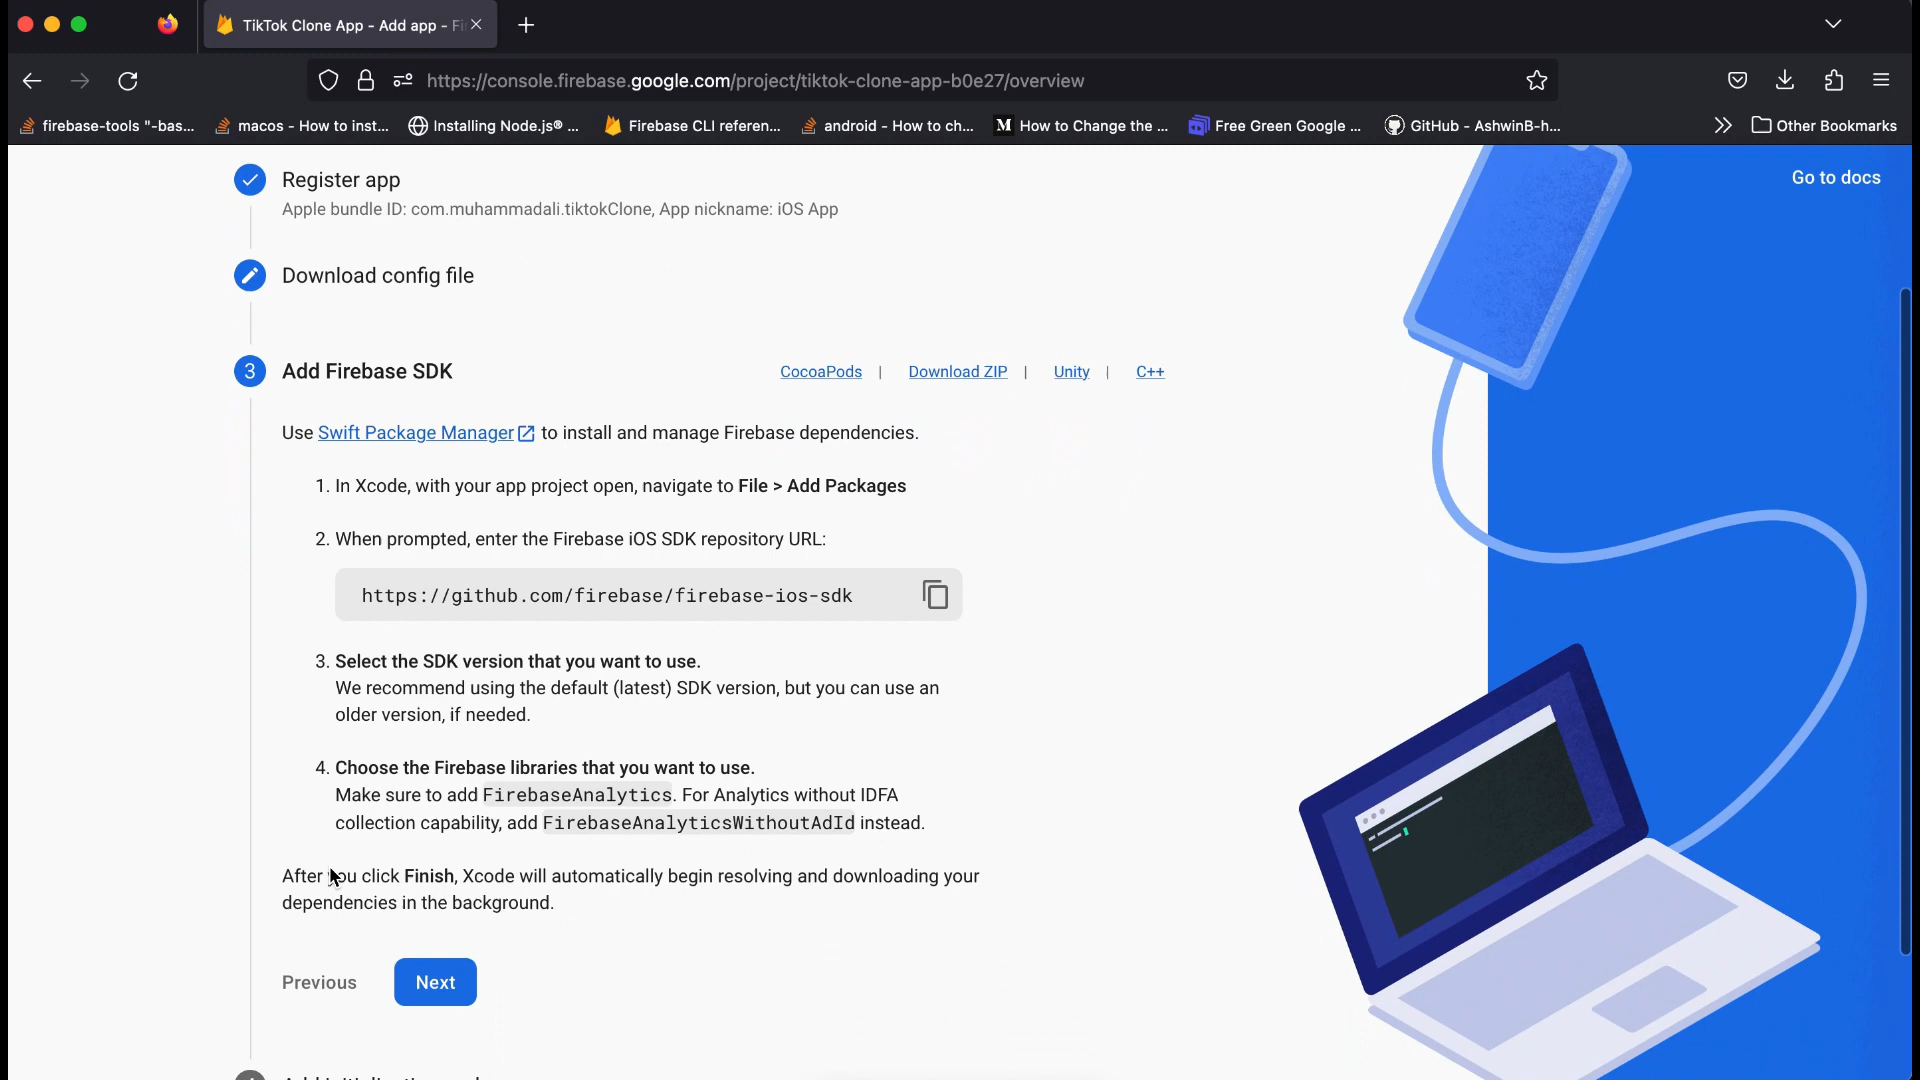 TikTok Clone App - Add app - Fi
https://console.firebase.google.com/project/tiktok-clone-app-b0e27/overview
firebase-tools "-bas...
macos - How to inst...
Installing Node.js® ...
Firebase CLI referen...
android - How to ch...
M How to Change the ...
Free Green Google ...
GitHub - AshwinB-h...
Other Bookmarks
Go to docs
Register app
Apple bundle ID: com.muhammadali.tiktokClone, App nickname: iOS App
Download config file
3 Add Firebase SDK
CocoaPods | Download ZIP | Unity | C++
Use Swift Package Manager to install and manage Firebase dependencies.
1. In Xcode, with your app project open, navigate to File > Add Packages
2. When prompted, enter the Firebase iOS SDK repository URL:
https://github.com/firebase/firebase-ios-sdk
3. Select the SDK version that you want to use.
We recommend using the default (latest) SDK version, but you can use an
older version, if needed.
4. Choose the Firebase libraries that you want to use.
Make sure to add FirebaseAnalytics. For Analytics without IDFA
collection capability, add FirebaseAnalyticsWithoutAdId instead.
After you click Finish, Xcode will automatically begin resolving and downloading your
dependencies in the background.
Previous
Next